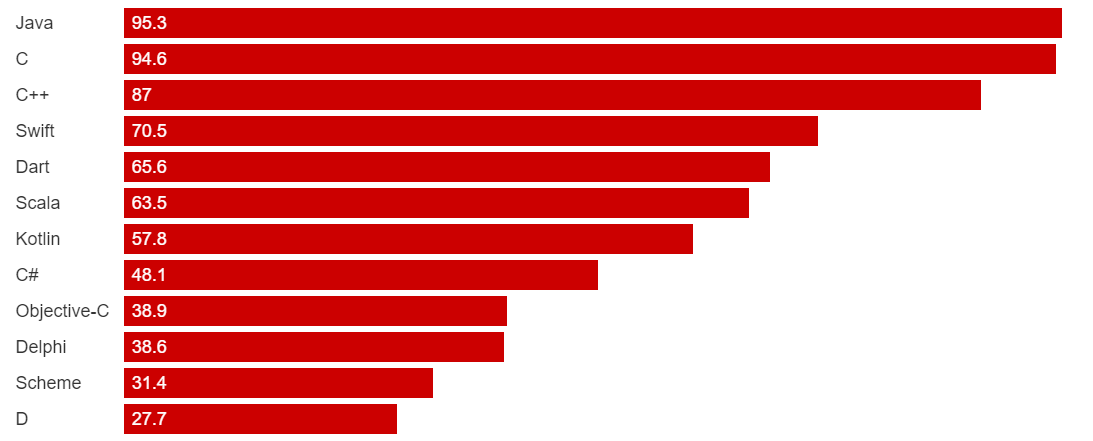 Java 95.3
C 94.6
C++ 87
Swift 70.5
Dart 65.6
Scala 63.5
Kotlin 57.8
C# 48.1
Objective-C 38.9
Delphi 38.6
Scheme 31.4
D 27.7